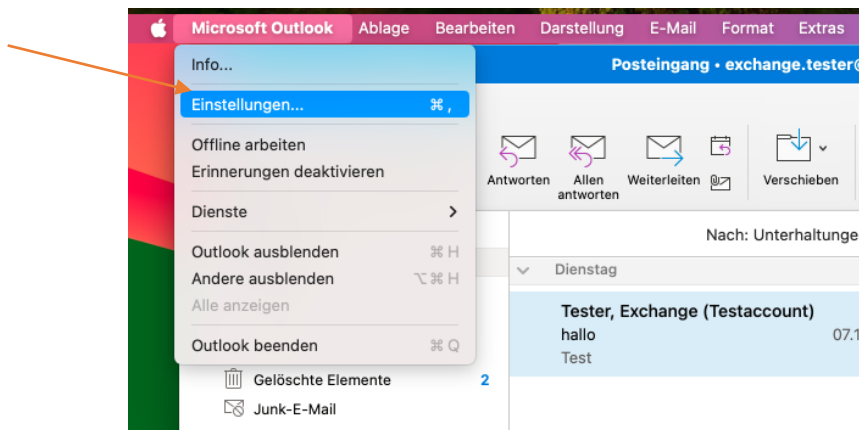 Microsoft Outlook Ablage Bearbeiten Darstellung E-Mail Format Extras
Info...
Posteingang • exchange.tester@
Einstellungen... ⌘ ,
Offline arbeiten
Erinnerungen deaktivieren
Antworten
Allen
antworten
Weiterleiten
Verschieben
Dienste
Nach: Unterhaltunge
Outlook ausblenden ⌘ H
Andere ausblenden ⌥ ⌘ H
Alle anzeigen
Outlook beenden ⌘ Q
Dienstag
Tester, Exchange (Testaccount)
hallo 07.1
Test
Gelöschte Elemente 2
Junk-E-Mail